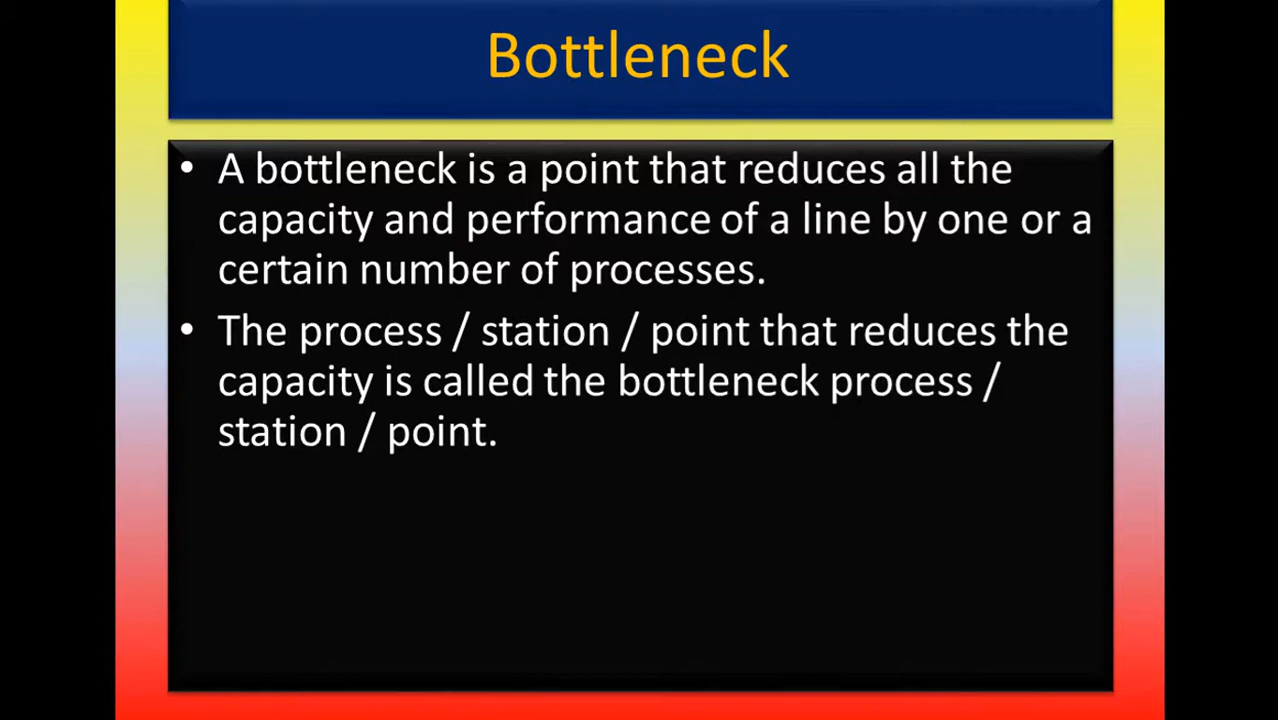 Bottleneck
• A bottleneck is a point that reduces all the
capacity and performance of a line by one or a
certain number of processes.
• The process / station / point that reduces the
capacity is called the bottleneck process /
station / point.